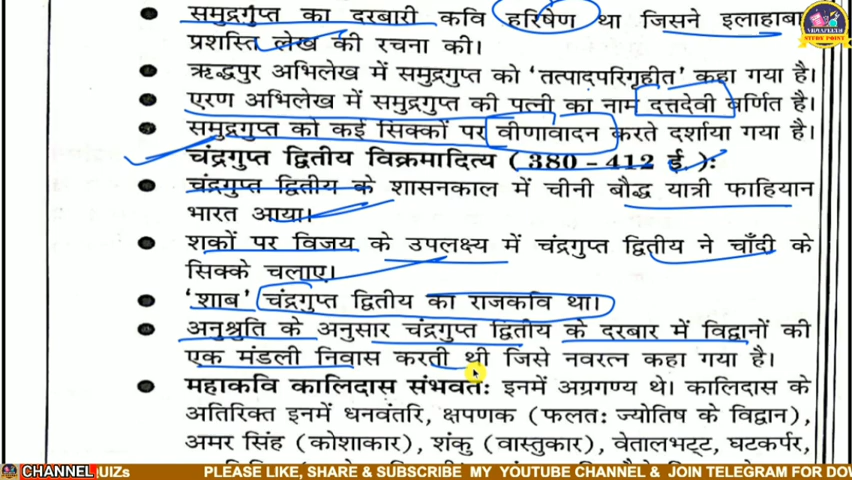 समुद्रगुप्त का दरबारी कवि हरिषेण था जिसने इलाहाबा
प्रशस्ति लेख की रचना की।
ऋद्धपुर अभिलेख में समुद्रगुप्त को 'तत्पादपरिगृहीत' कहा गया है।
एरण अभिलेख में समुद्रगुप्त की पत्नी का नाम दत्तदेवी वर्णित है।
समुद्रगुप्त को कई सिक्कों पर वीणावादन करते दर्शाया गया है।
चंद्रगुप्त द्वितीय विक्रमादित्य (380 - 412 ई.):
चंद्रगुप्त द्वितीय के शासनकाल में चीनी बौद्ध यात्री फाहियान
भारत आया।
शकों पर विजय के उपलक्ष्य में चंद्रगुप्त द्वितीय ने चाँदी के
सिक्के चलाए।
'शाब' चंद्रगुप्त द्वितीय का राजकवि था।
अनुश्रुति के अनुसार चंद्रगुप्त द्वितीय के दरबार में विद्वानों की
एक मंडली निवास करती थी जिसे नवरत्न कहा गया है।
महाकवि कालिदास संभवतः इनमें अग्रगण्य थे। कालिदास के
अतिरिक्त इनमें धनवंतरि, क्षपणक (फलतः ज्योतिष के विद्वान),
अमर सिंह (कोशाकार), शंकु (वास्तुकार), वेतालभट्ट, घटकर्पर,
CHANNEL QUIZs PLEASE LIKE, SHARE & SUBSCRIBE MY YOUTUBE CHANNEL & JOIN TELEGRAM FOR DO